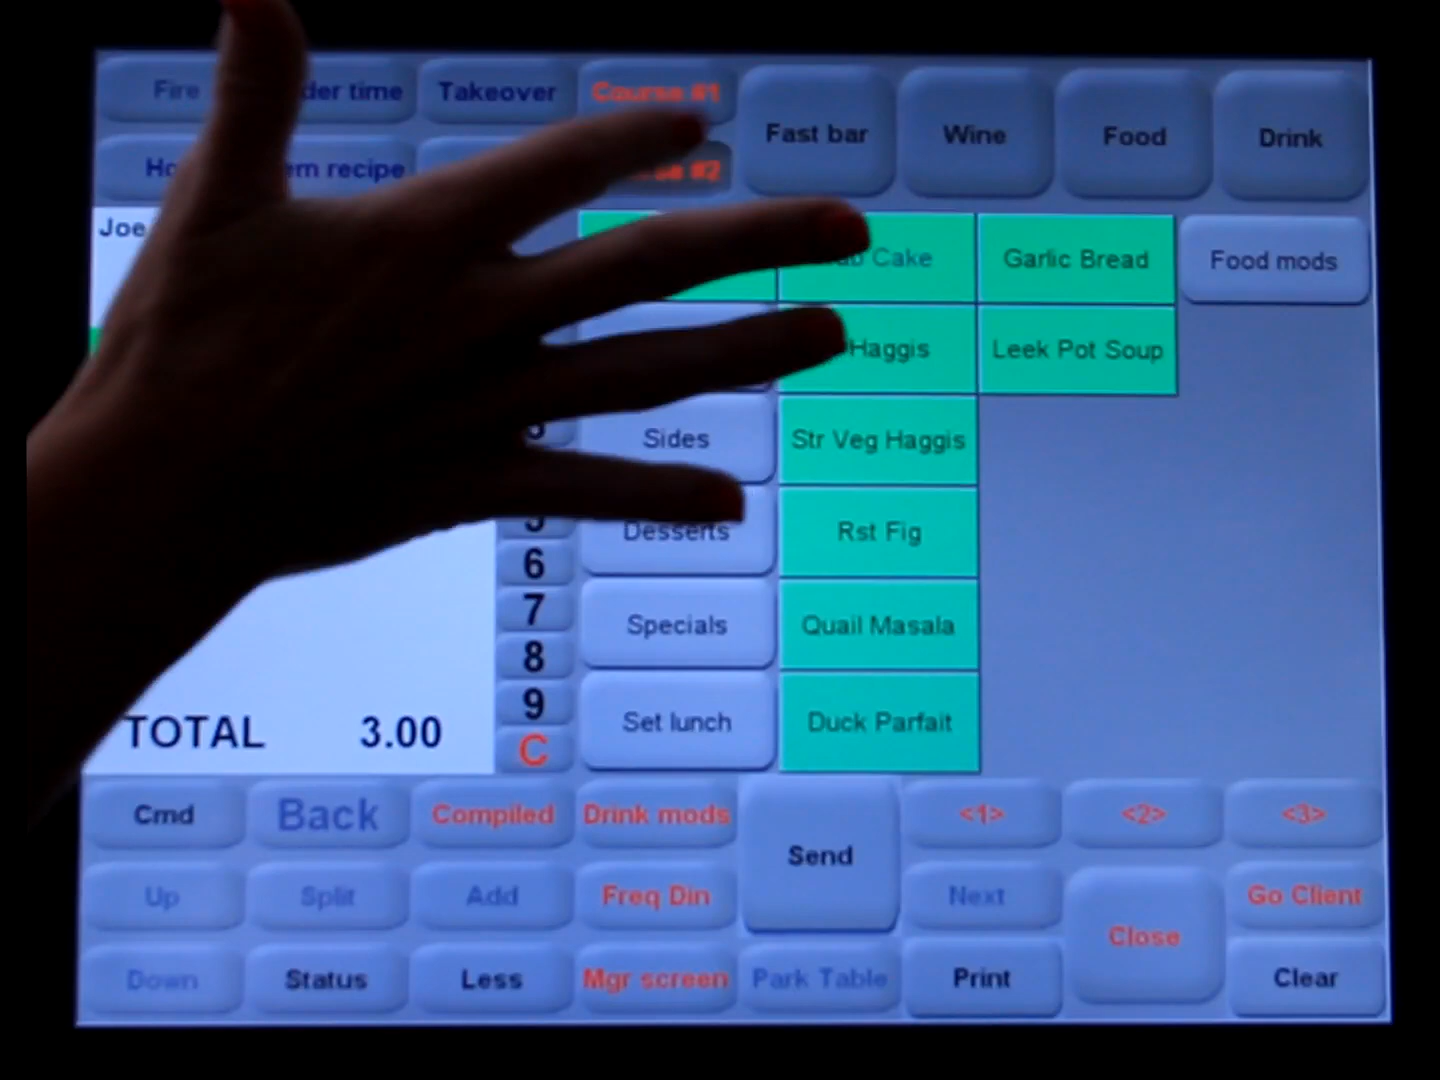 Fire der time Takeover Course #1
Fast bar Wine Food Drink
Ho ern recipe #2
Joe
Cake Garlic Bread Food mods
Haggis Leek Pot Soup
Sides Str Veg Haggis
Desserts Rst Fig
6
7 Specials Quail Masala
8
9 Set lunch Duck Parfait
TOTAL 3.00
C
Cmd Back Compiled Drink mods Send <1> <2> <3>
Up Split Add Freq Din Next Close Go Client
Down Status Less Mgr screen Park Table Print Clear